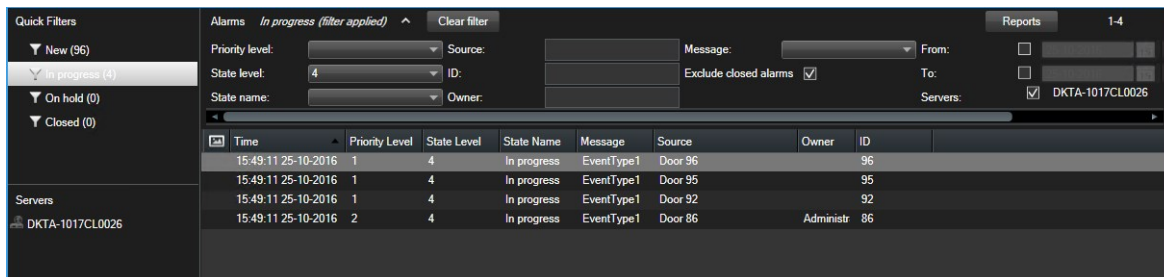 Quick Filters
New (96)
In progress (4)
On hold (0)
Closed (0)
Servers
DKTA-1017CL0026
Alarms In progress (filter applied) Clear filter Reports 1-4
Priority level: Source: Message: From:
State level: 4 ID: Exclude closed alarms To:
State name: Owner: Servers: DKTA-1017CL0026
Time Priority Level State Level State Name Message Source Owner ID
15:49:11 25-10-2016 1 4 In progress EventType1 Door 96 96
15:49:11 25-10-2016 1 4 In progress EventType1 Door 95 95
15:49:11 25-10-2016 1 4 In progress EventType1 Door 92 92
15:49:11 25-10-2016 2 4 In progress EventType1 Door 86 Administr 86